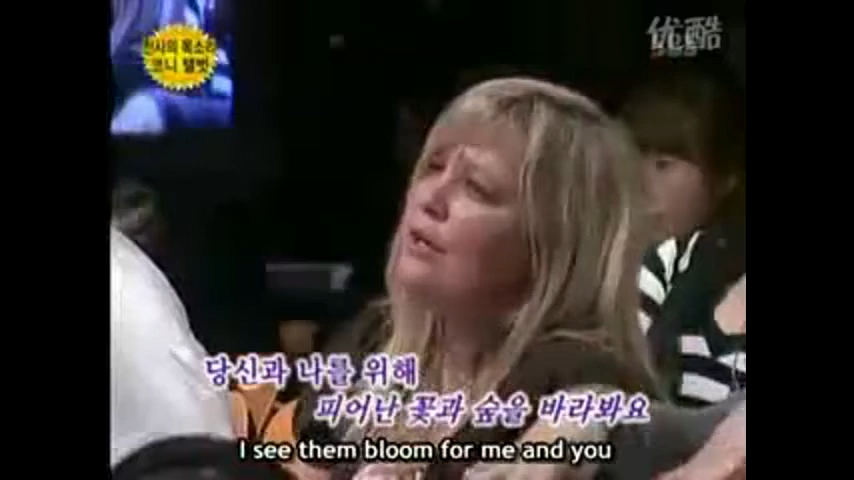 천사의 목소리
코니 탤벗
优酷
당신과 나를 위해
피어난 꽃과 숲을 바라봐요
I see them bloom for me and you